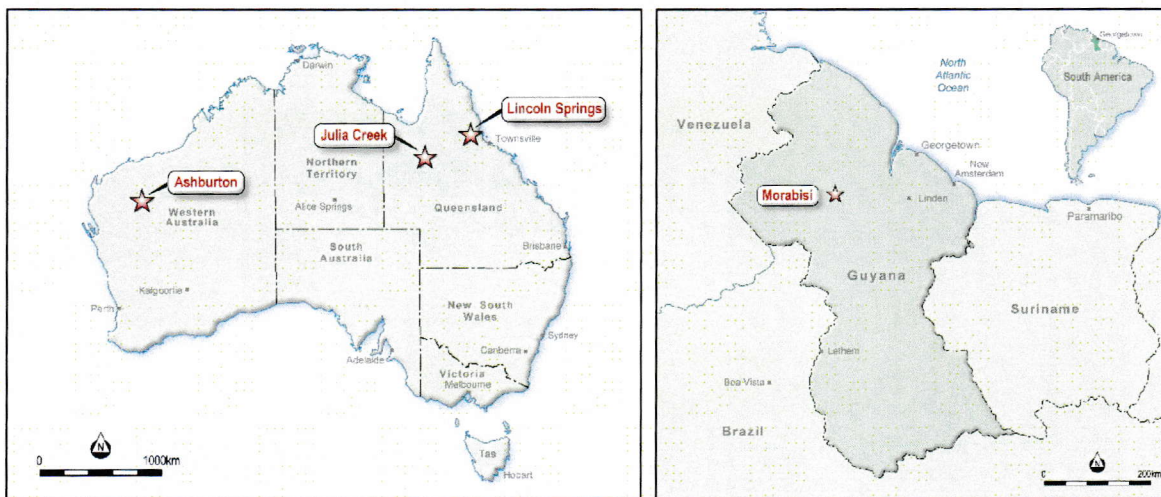 Darwin
Lincoln Springs
Julia Creek
Townsville
Northern
Territory
Ashburton
Western
Australia
Alice Springs
Queensland
South
Australia
Brisbane
Kalgoorlie
Perth
New South
Wales
Sydney
Adelaide
Canberra
Victoria
Melbourne
Tas
Hobart
N
0 1000km
North
Atlantic
Ocean
Georgetown
South America
Venezuela
Georgetown
New
Amsterdam
Morabisi
Linden
Paramaribo
Guyana
Suriname
Lethem
Boa Vista
Brazil
N
0 200km